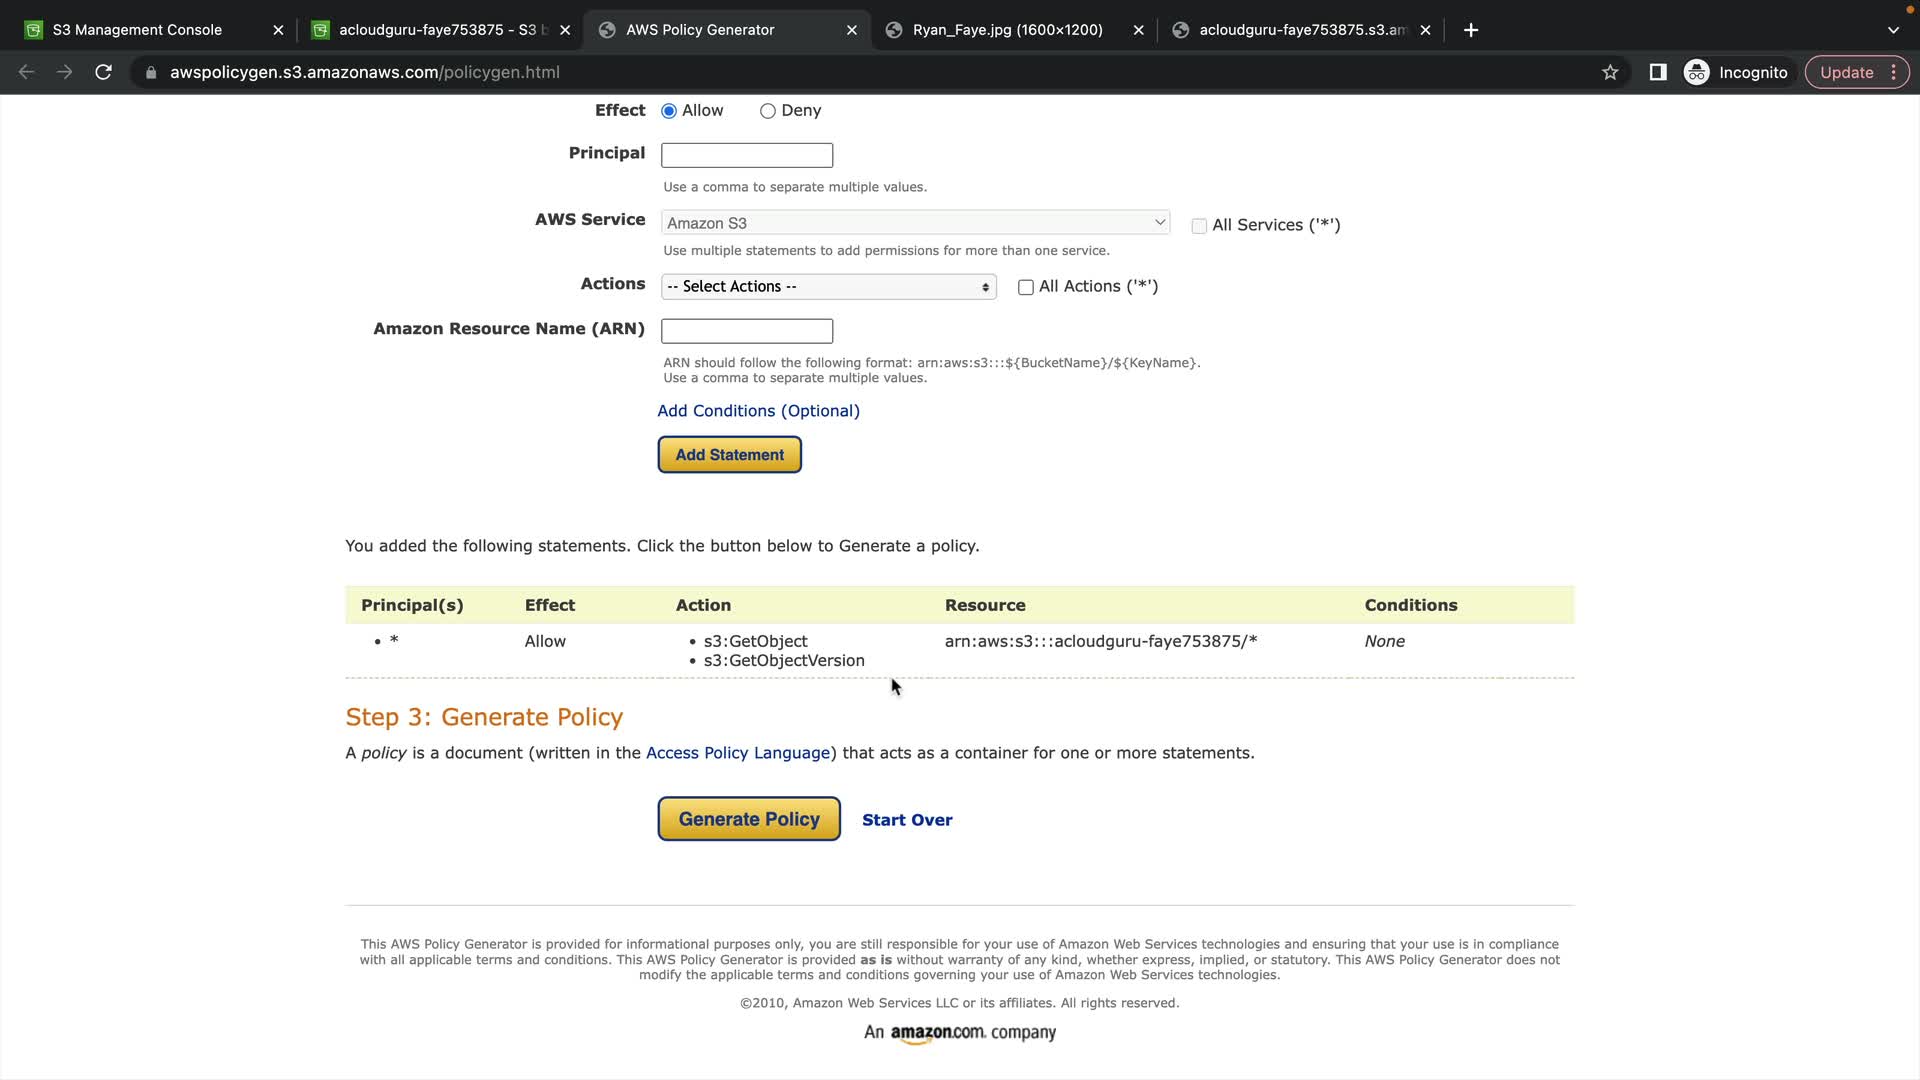 S3 Management Console
acloudguru-faye753875 - S3 b
AWS Policy Generator
Ryan_Faye.jpg (1600×1200)
acloudguru-faye753875.s3.am
awspolicygen.s3.amazonaws.com/policygen.html
Incognito
Update
Effect Allow Deny
Principal
Use a comma to separate multiple values.
AWS Service Amazon S3 All Services ('*')
Use multiple statements to add permissions for more than one service.
Actions -- Select Actions -- All Actions ('*')
Amazon Resource Name (ARN)
ARN should follow the following format: arn:aws:s3:::${BucketName}/${KeyName}.
Use a comma to separate multiple values.
Add Conditions (Optional)
Add Statement
You added the following statements. Click the button below to Generate a policy.
Principal(s) Effect Action Resource Conditions
• * Allow • s3:GetObject arn:aws:s3:::acloudguru-faye753875/* None
• s3:GetObjectVersion
Step 3: Generate Policy
A policy is a document (written in the Access Policy Language) that acts as a container for one or more statements.
Generate Policy Start Over
This AWS Policy Generator is provided for informational purposes only, you are still responsible for your use of Amazon Web Services technologies and ensuring that your use is in compliance
with all applicable terms and conditions. This AWS Policy Generator is provided as is without warranty of any kind, whether express, implied, or statutory. This AWS Policy Generator does not
modify the applicable terms and conditions governing your use of Amazon Web Services technologies.
©2010, Amazon Web Services LLC or its affiliates. All rights reserved.
An amazon.com. company